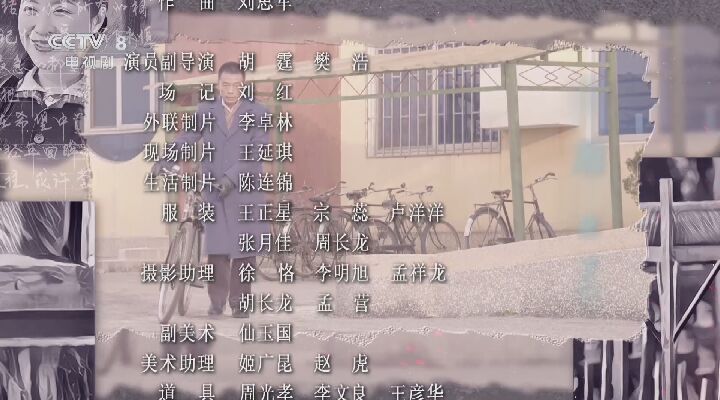 作 曲 刘思军
CCTV 8
电视剧
演员副导演 胡 霆 樊 浩
场 记 刘 红
外联制片 李卓林
现场制片 王延琪
生活制片 陈连锦
服 装 王正星 宗 蕊 卢洋洋
张月佳 周长龙
摄影助理 徐 恪 李明旭 孟祥龙
胡长龙 孟 营
副美术 仙玉国
美术助理 姬广昆 赵 虎
道 具 周光孝 李文良 王彦华